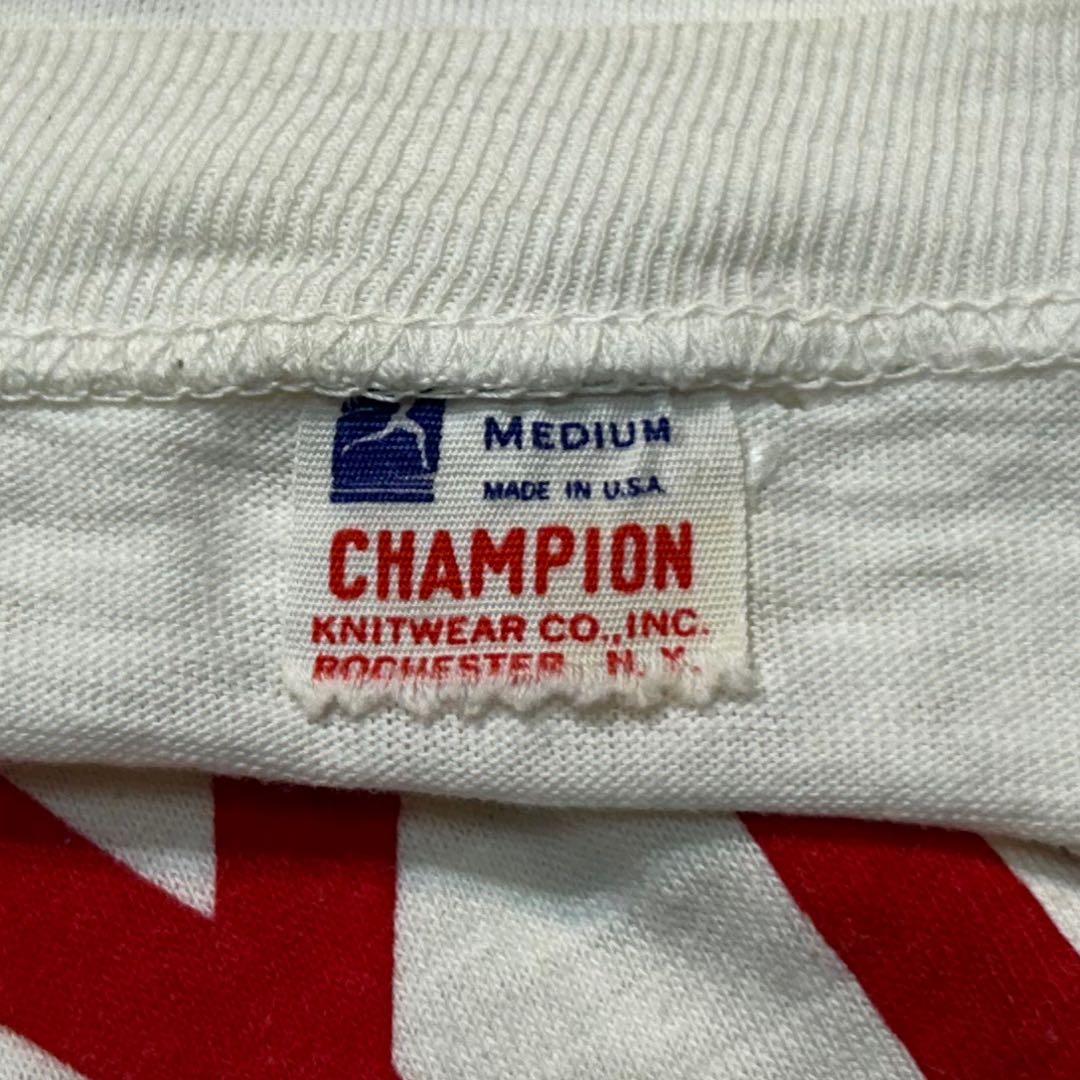 MEDIUM
MADE IN U.S.A.
CHAMPION
KNITWEAR CO., INC.
ROCHESTER, N.Y.